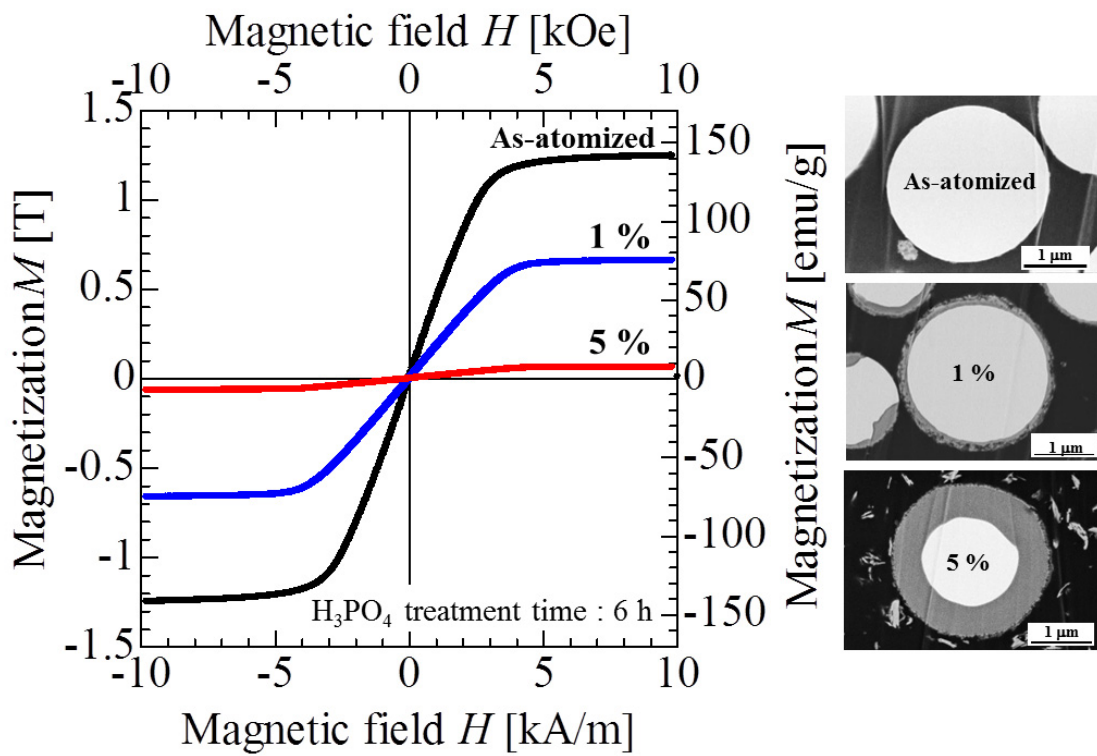 Magnetic field H [kOe]
-10 -5 0 5 10
1.5
1
0.5
0
-0.5
-1
-1.5
Magnetization M [T]
150
100
50
0
-50
-100
-150
Magnetization M [emu/g]
As-atomized
1 %
5 %
H₃PO₄ treatment time : 6 h
-10 -5 0 5 10
Magnetic field H [kA/m]
As-atomized
1 μm
1 %
1 μm
5 %
1 μm